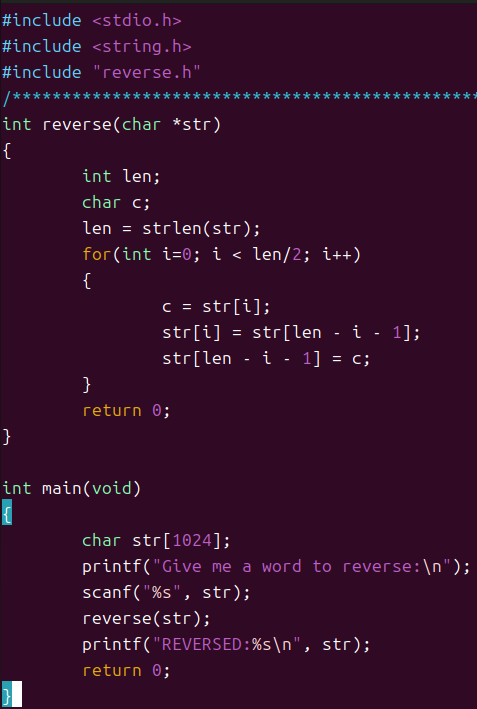 #include <stdio.h>
#include <string.h>
#include "reverse.h"
/***********************************************
int reverse(char *str)
{
        int len;
        char c;
        len = strlen(str);
        for(int i=0; i < len/2; i++)
        {
                c = str[i];
                str[i] = str[len - i - 1];
                str[len - i - 1] = c;
        }
        return 0;
}

int main(void)
{
        char str[1024];
        printf("Give me a word to reverse:\n");
        scanf("%s", str);
        reverse(str);
        printf("REVERSED:%s\n", str);
        return 0;
}